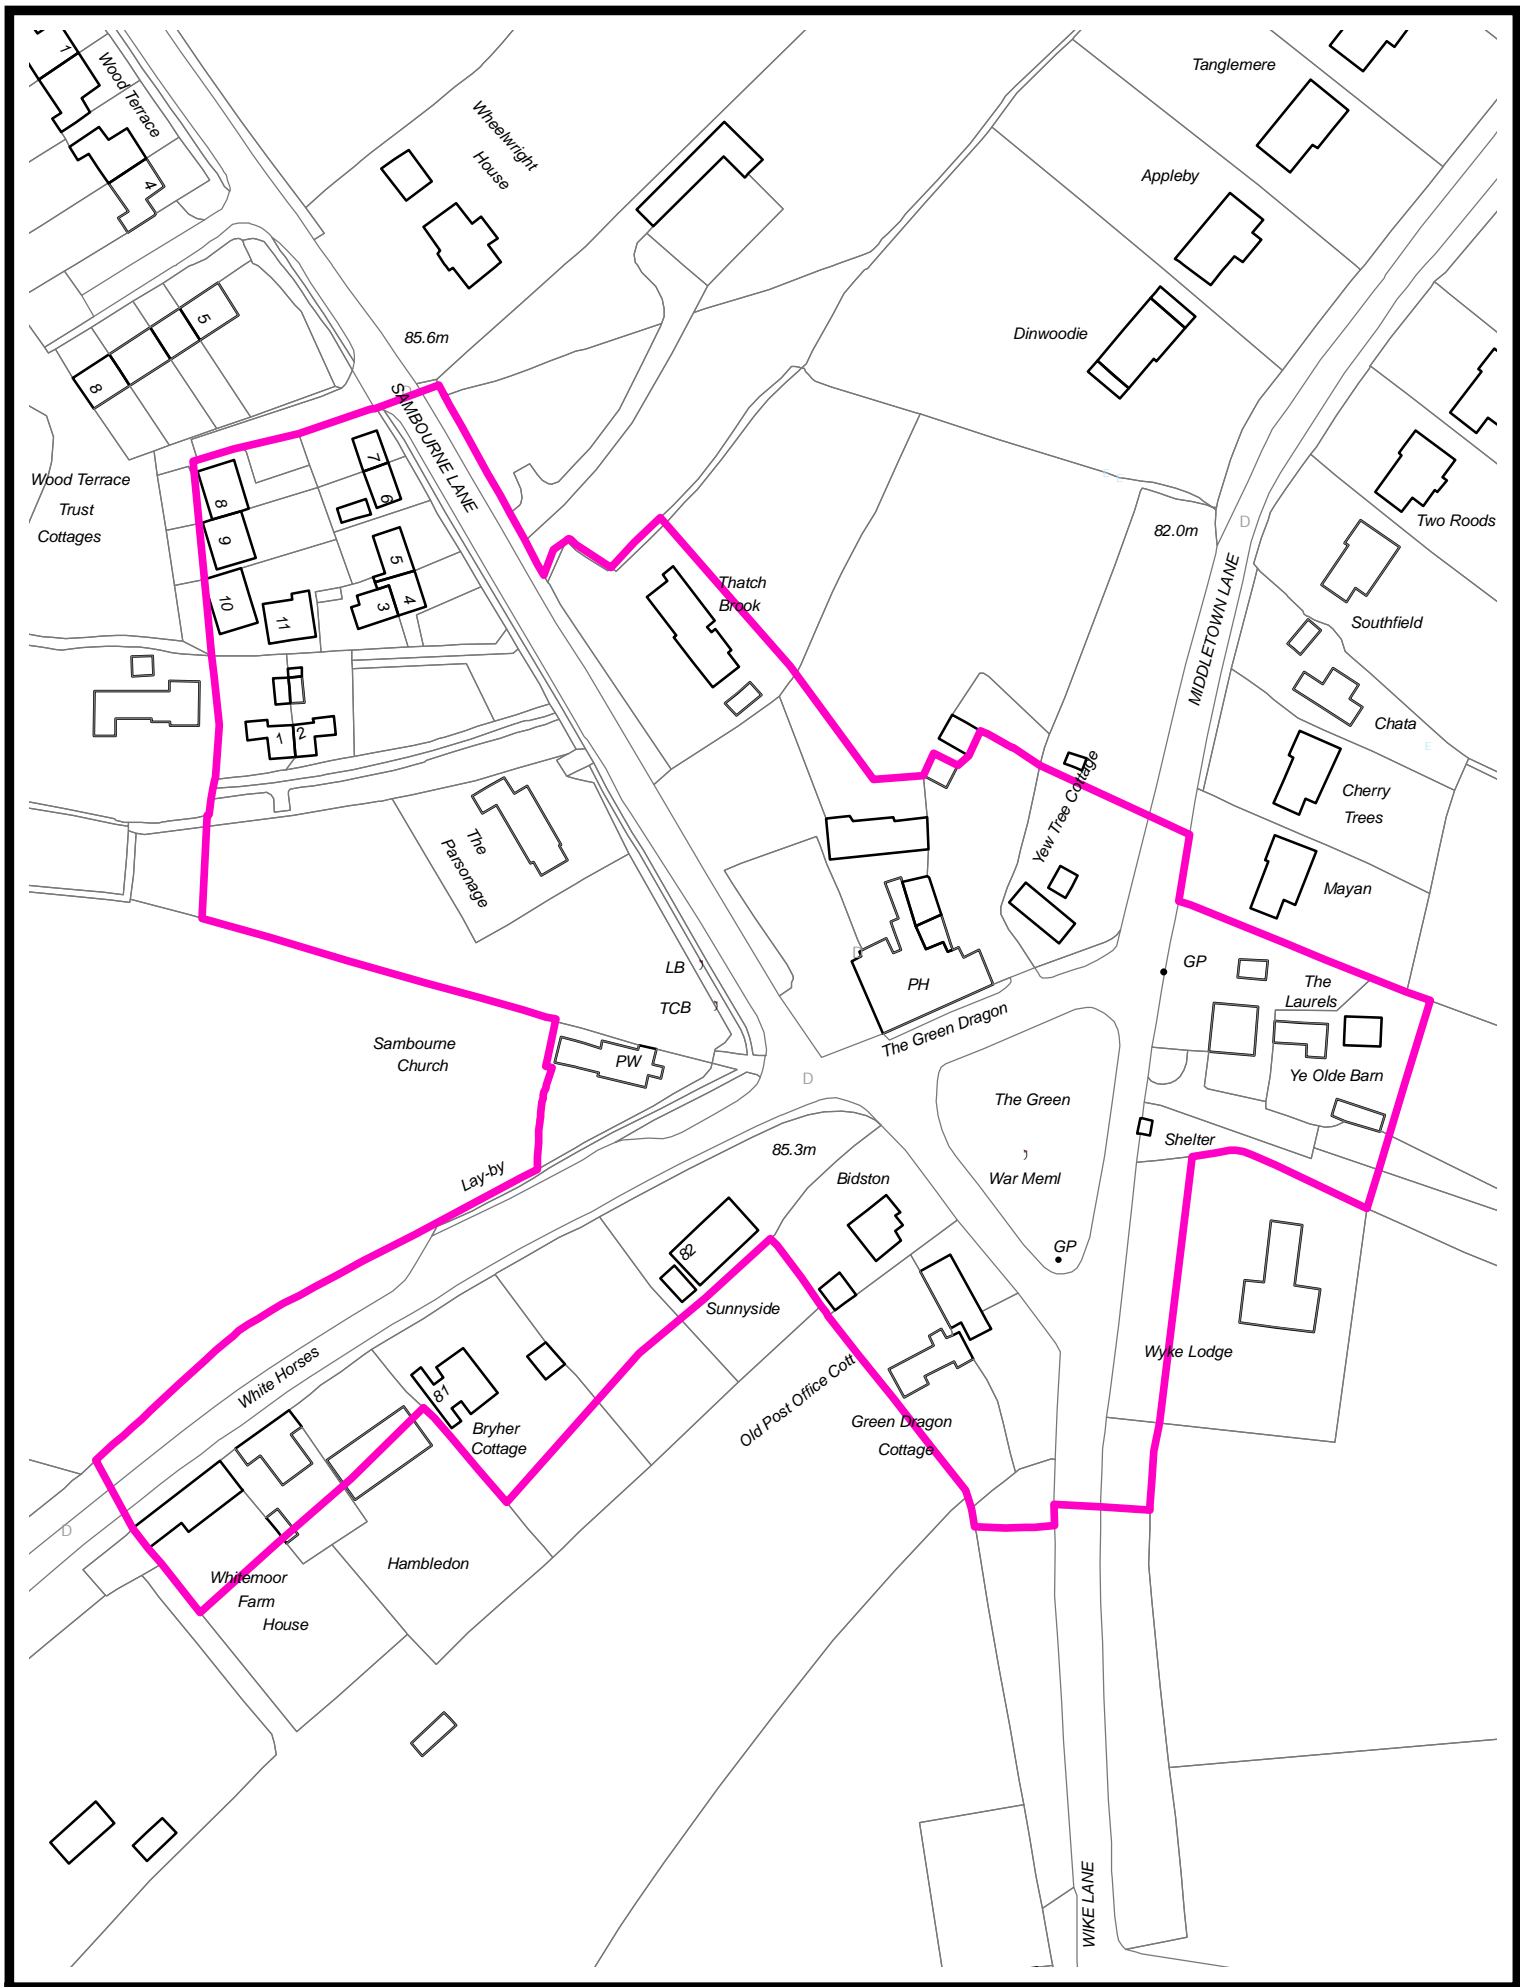 1
Wood Terrace
4
Tanglemere
Wheelwright
House
Appleby
5
8
85.6m
Dinwoodie
SAMBOURNE LANE
Wood Terrace
Trust
Cottages
7
6
8
9
10
11
5
4
3
82.0m
D
Two Roods
MIDDLETOWN LANE
Thatch
Brook
Southfield
Chata
E
1
2
Yew Tree Cottage
Cherry
Trees
The
Parsonage
Mayan
LB
TCB
D
PH
GP
The
Laurels
The Green Dragon
Sambourne
Church
PW
D
Ye Olde Barn
The Green
Shelter
85.3m
Lay-by
Bidston
War Meml
GP
82
Sunnyside
Wyke Lodge
White Horses
81
Bryher
Cottage
Old Post Office Cott
Green Dragon
Cottage
D
Whitemoor
Farm
House
Hambledon
WIKE LANE